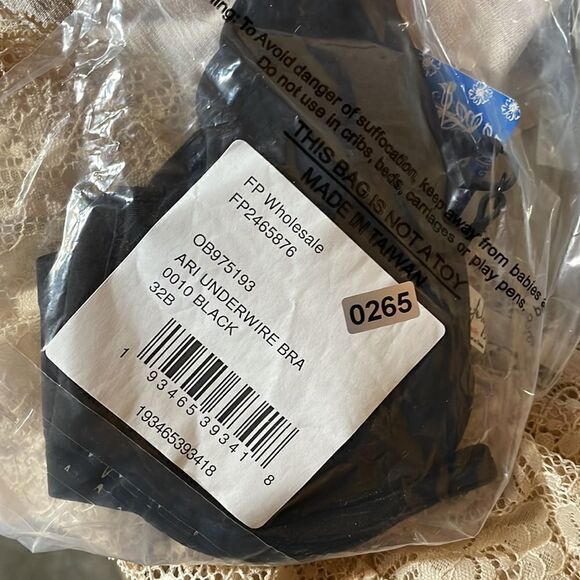 Warning: To Avoid danger of suffocation, keep away from babies
Do not use in cribs, beds, carriages or play pens.
THIS BAG IS NOT A TOY
MADE IN TAIWAN
FP Wholesale
FP2465876
OB975193
ARI UNDERWIRE BRA
0010 BLACK
32B
0265
1 93465 39341 8
193465393418